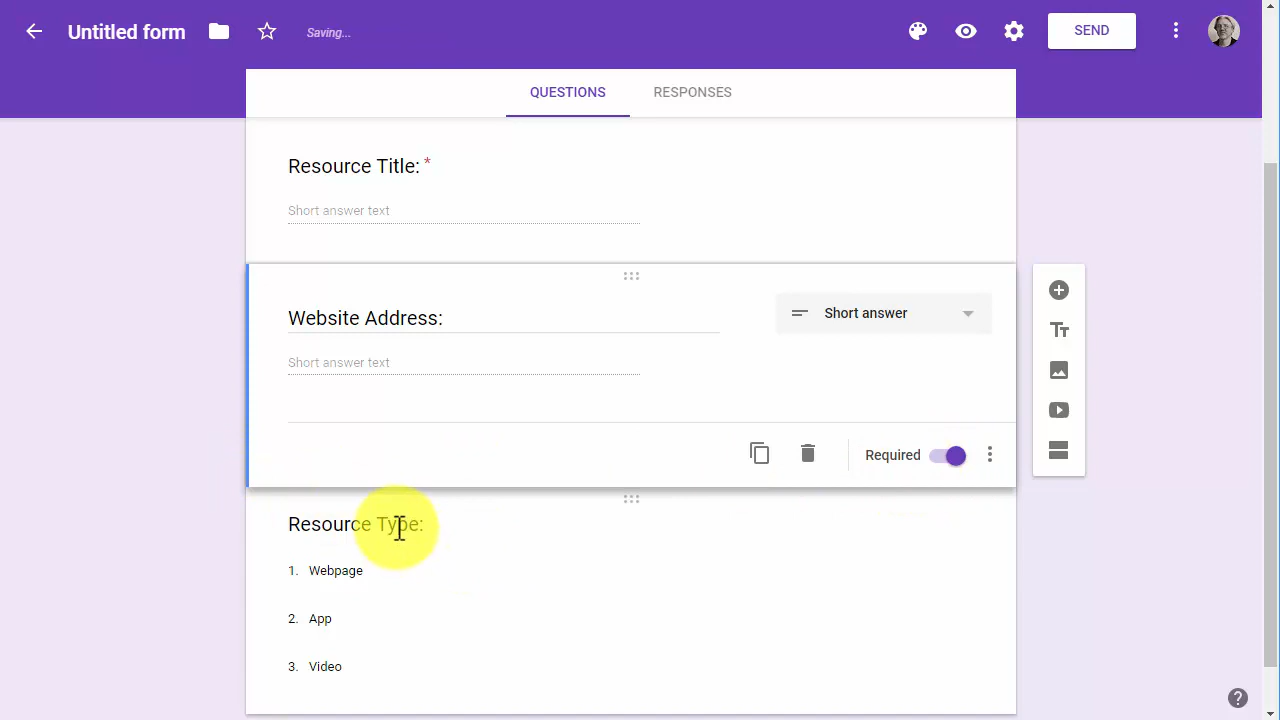 Untitled form
Saving...
SEND
QUESTIONS
RESPONSES
Resource Title: *
Short answer text
Website Address:
Short answer
Short answer text
Required
Resource Type:
1. Webpage
2. App
3. Video